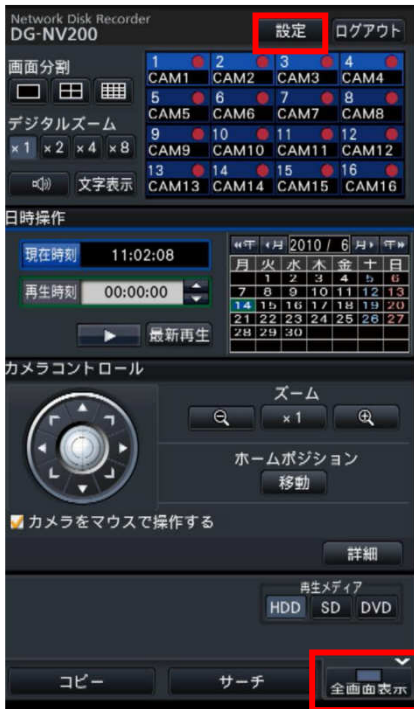 Network Disk Recorder
DG-NV200
設定
ログアウト
画面分割
1 2 3 4
CAM1 CAM2 CAM3 CAM4
5 6 7 8
CAM5 CAM6 CAM7 CAM8
デジタルズーム
×1 ×2 ×4 ×8
9 10 11 12
CAM9 CAM10 CAM11 CAM12
13 14 15 16
CAM13 CAM14 CAM15 CAM16
文字表示
日時操作
現在時刻 11:02:08
再生時刻 00:00:00
最新再生
年 月 2010 / 6 月 年
月 火 水 木 金 土 日
1 2 3 4 5 6
7 8 9 10 11 12 13
14 15 16 17 18 19 20
21 22 23 24 25 26 27
28 29 30
カメラコントロール
ズーム
×1
ホームポジション
移動
カメラをマウスで操作する
詳細
再生メディア
HDD SD DVD
コピー
サーチ
全画面表示